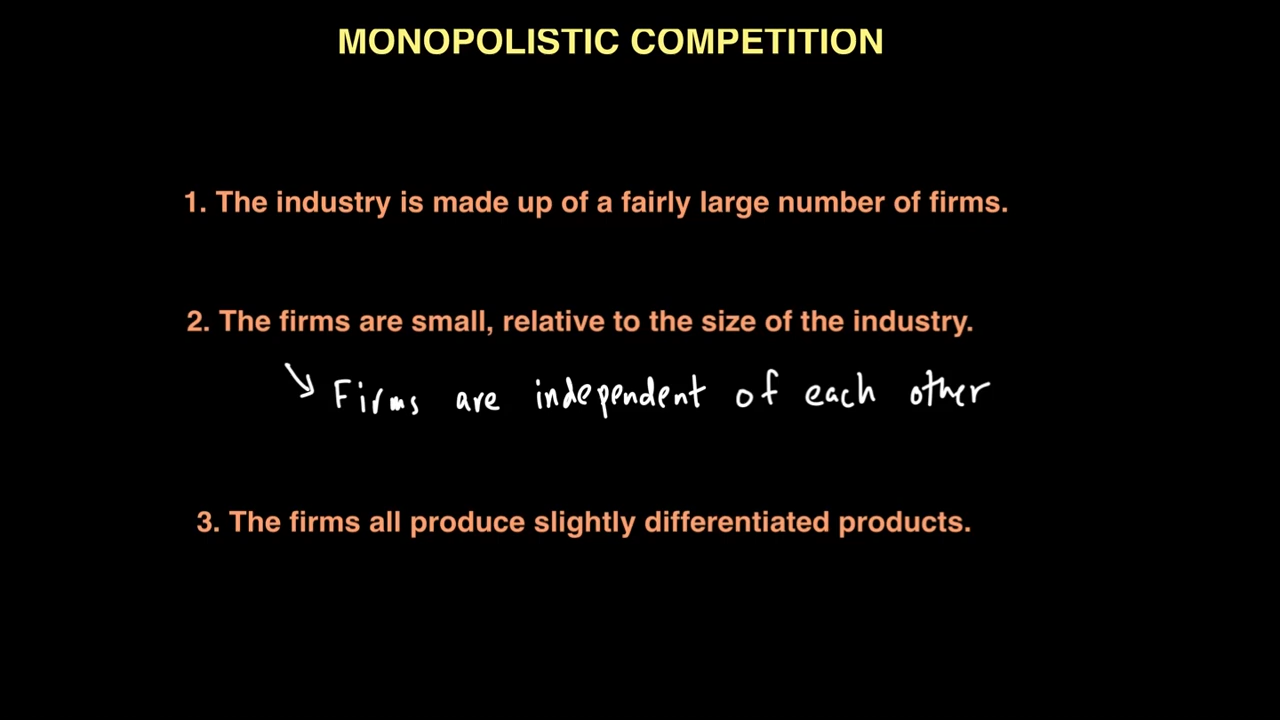 MONOPOLISTIC COMPETITION
1. The industry is made up of a fairly large number of firms.
2. The firms are small, relative to the size of the industry.
Firms are independent of each other
3. The firms all produce slightly differentiated products.